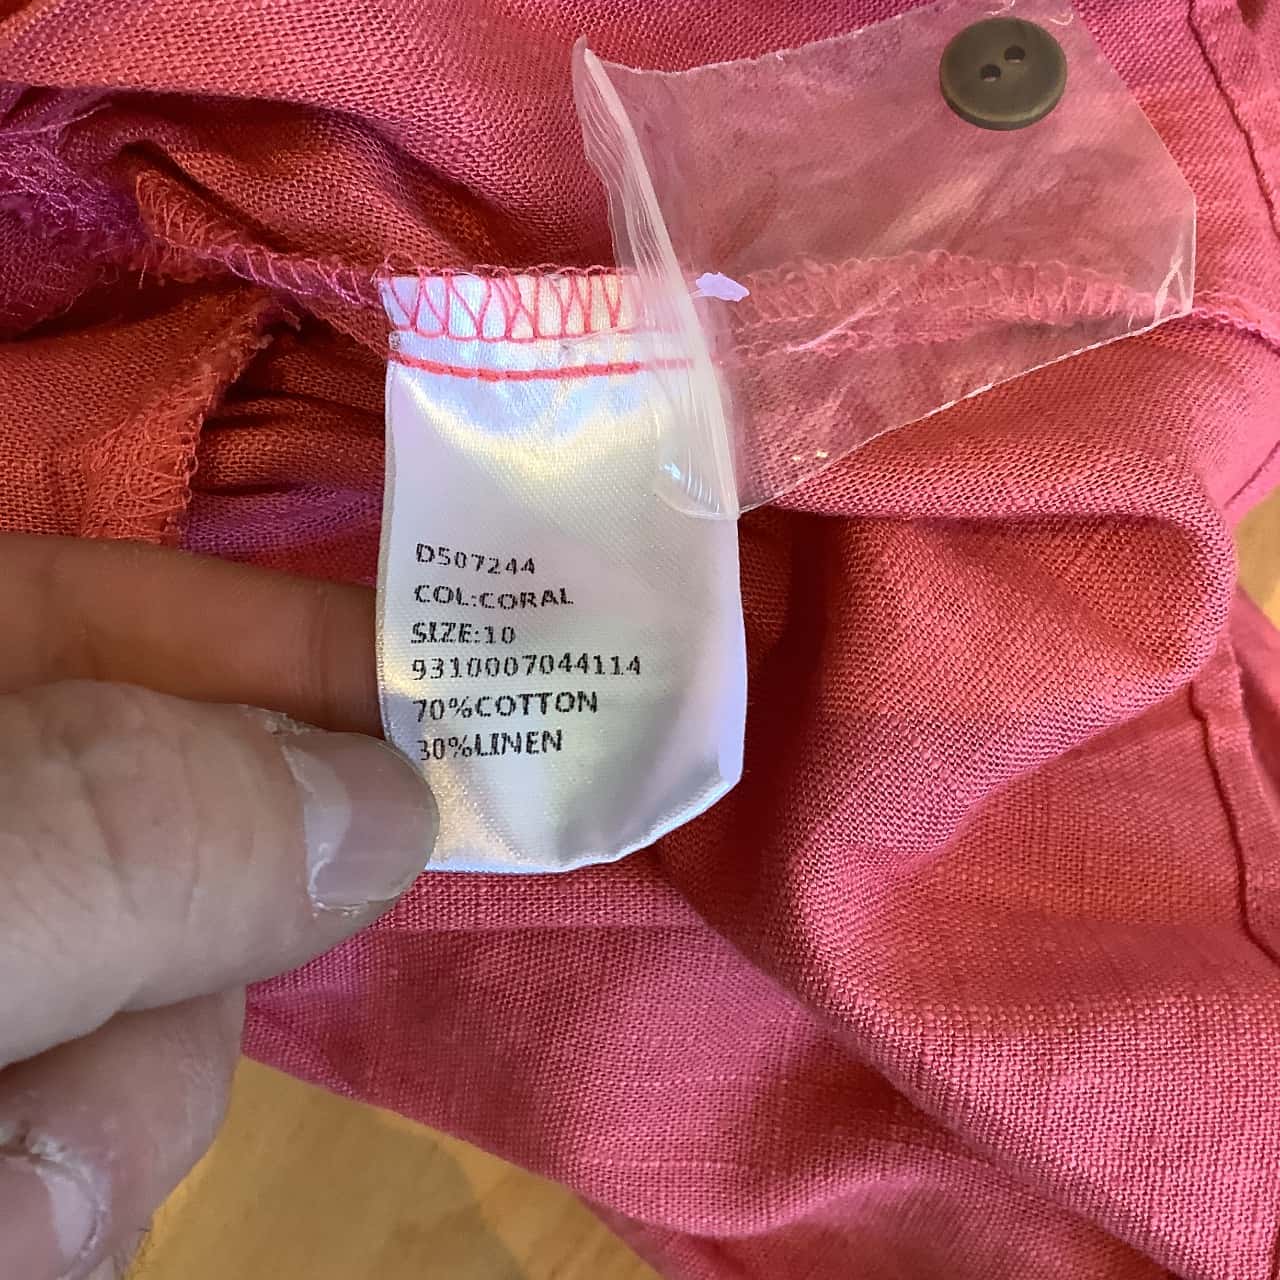 D507244
COL:CORAL
SIZE:10
9310007044114
70%COTTON
30%LINEN